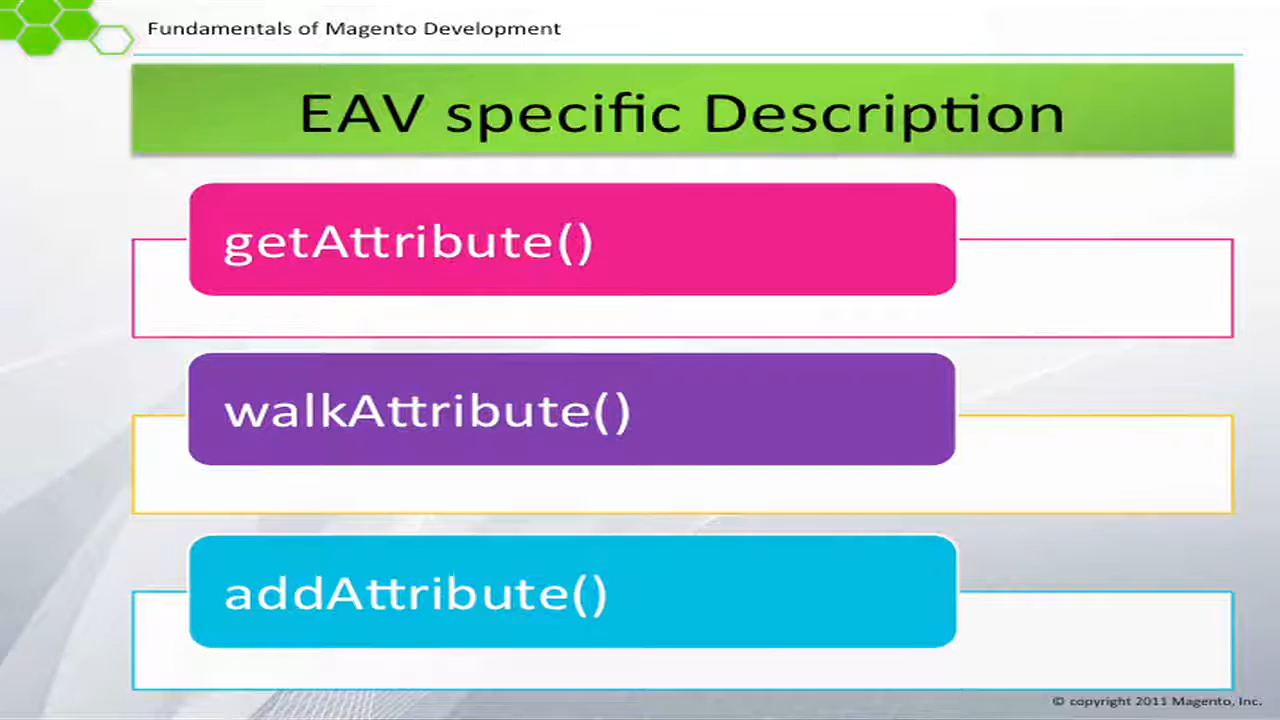 Fundamentals of Magento Development
EAV specific Description
getAttribute()
walkAttribute()
addAttribute()
© copyright 2011 Magento, Inc.